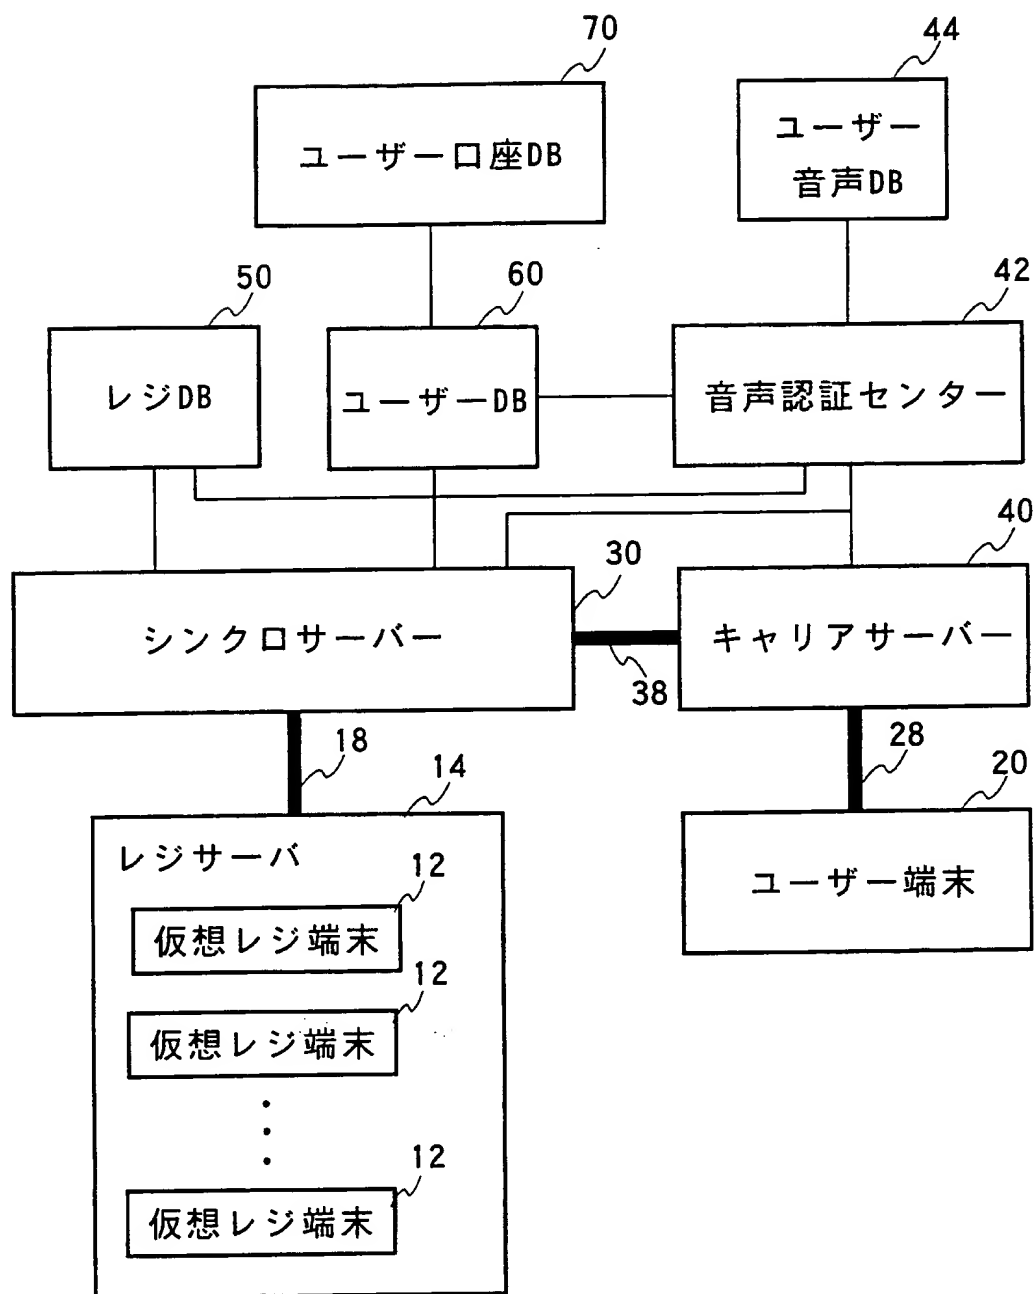 70
44
ユーザー口座DB
ユーザー
音声DB
50
60
42
レジDB
ユーザーDB
音声認証センター
30
40
シンクロサーバー
キャリアサーバー
38
18
28
14
20
レジサーバ
ユーザー端末
12
仮想レジ端末
12
仮想レジ端末
12
仮想レジ端末